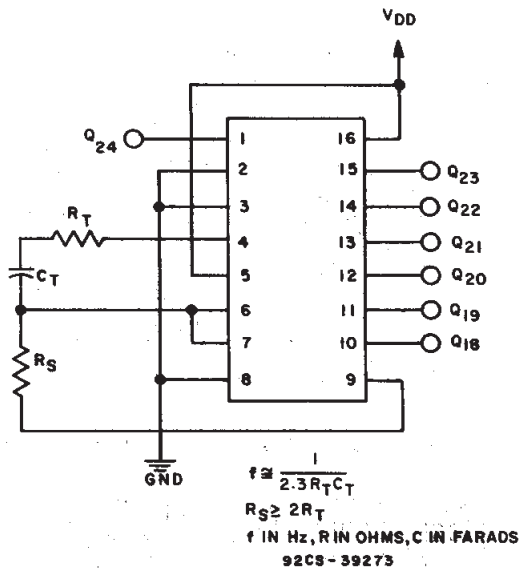 VDD
Q24
1 16
2 15 Q23
3 14 Q22
RT
4 13 Q21
CT
5 12 Q20
6 11 Q19
7 10 Q18
RS
8 9
GND
f ≅ 1 / 2.3 RT CT
RS ≥ 2RT
f IN Hz, R IN OHMS, C IN FARADS
92CS-39273